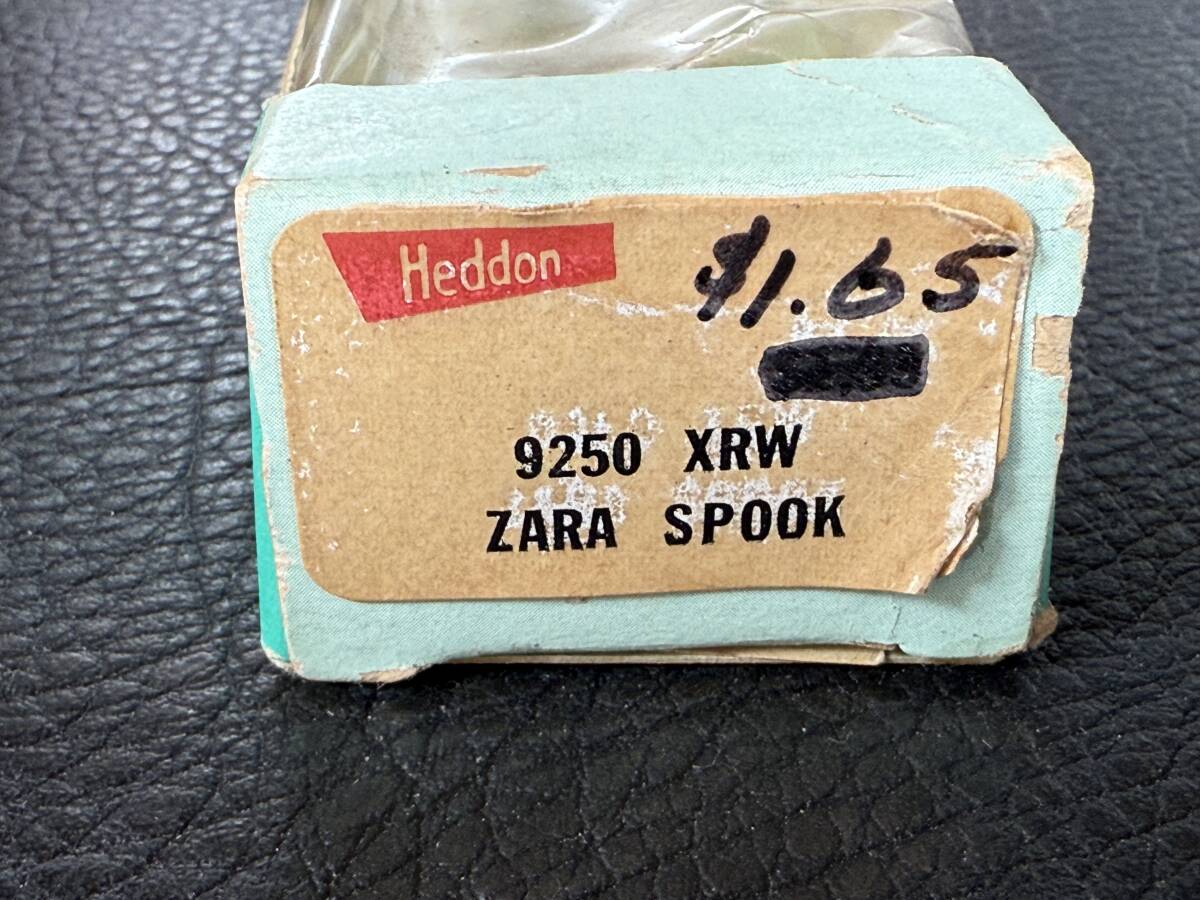 Heddon
$1.65
9250 XRW
ZARA SPOOK